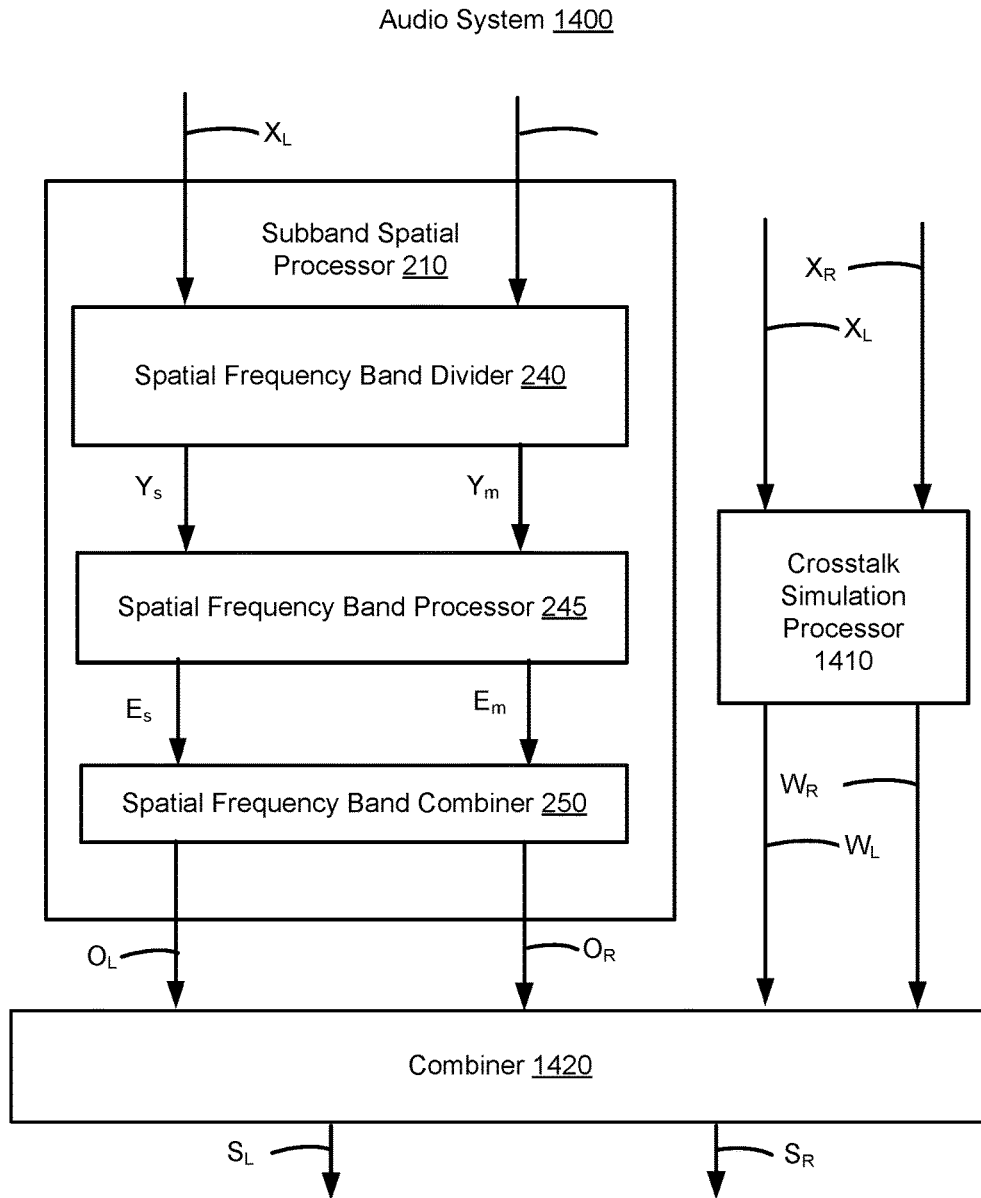 Audio System 1400
X_L
Subband Spatial
Processor 210
X_R
X_L
Spatial Frequency Band Divider 240
Y_s
Y_m
Crosstalk
Simulation
Processor
1410
Spatial Frequency Band Processor 245
E_s
E_m
Spatial Frequency Band Combiner 250
W_R
W_L
O_L
O_R
Combiner 1420
S_L
S_R